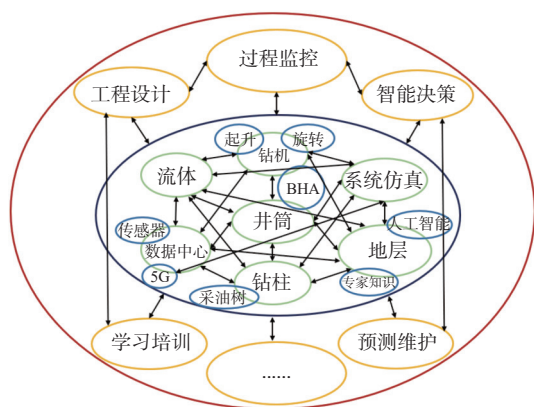 过程监控
工程设计
智能决策
起升
旋转
钻机
流体
系统仿真
BHA
井筒
传感器
人工智能
数据中心
地层
5G
钻柱
专家知识
采油树
学习培训
预测维护
......